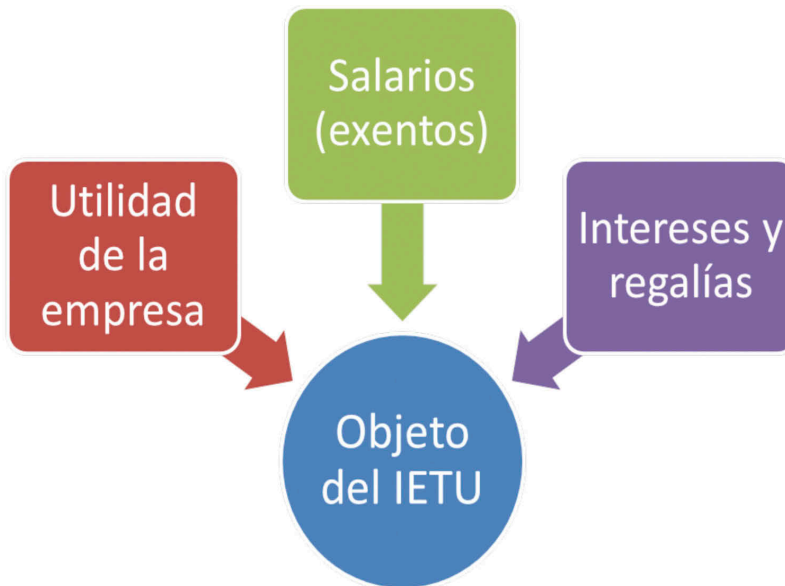 Salarios
(exentos)
Utilidad
de la
empresa
Intereses y
regalías
Objeto
del IETU